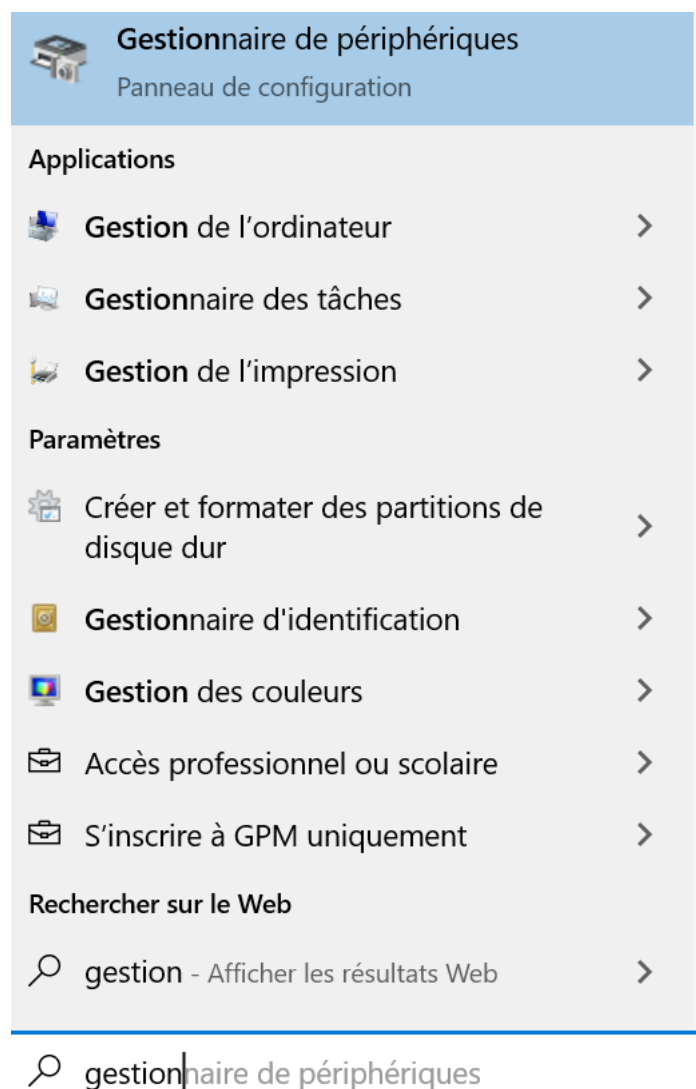 Gestionnaire de périphériques
Panneau de configuration
Applications
Gestion de l’ordinateur
Gestionnaire des tâches
Gestion de l’impression
Paramètres
Créer et formater des partitions de
disque dur
Gestionnaire d'identification
Gestion des couleurs
Accès professionnel ou scolaire
S’inscrire à GPM uniquement
Rechercher sur le Web
gestion - Afficher les résultats Web
gestionnaire de périphériques